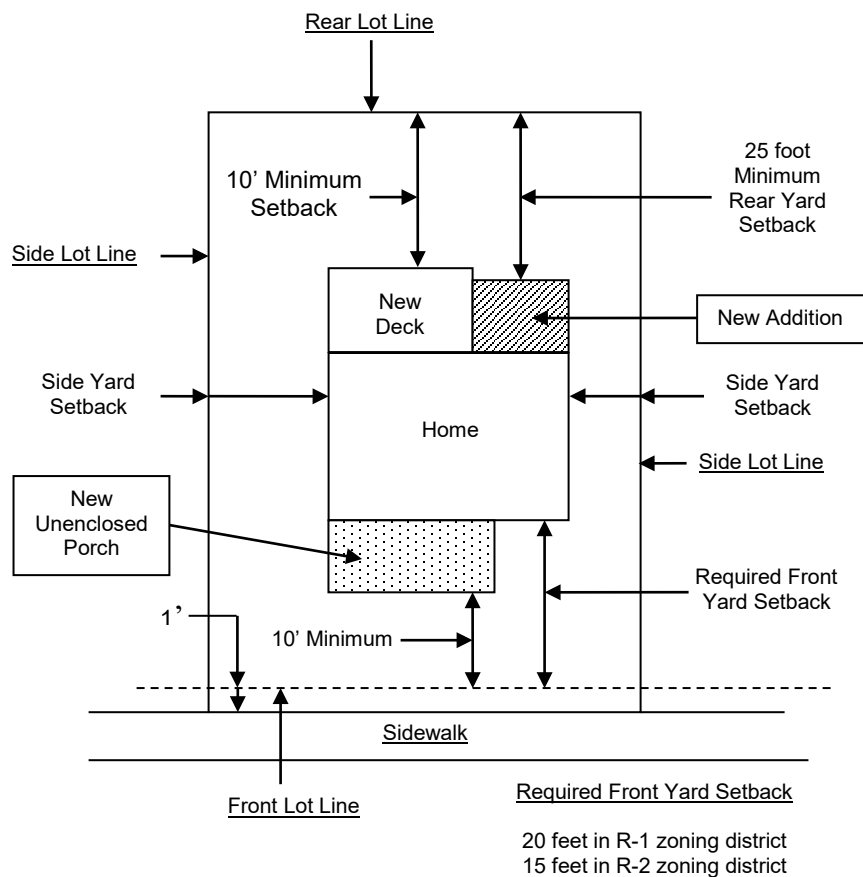 Rear Lot Line
25 foot
Minimum
Rear Yard
Setback
10’ Minimum
Setback
Side Lot Line
New
Deck
New Addition
Side Yard
Setback
Home
Side Yard
Setback
Side Lot Line
New
Unenclosed
Porch
Required Front
Yard Setback
1’
10’ Minimum
Sidewalk
Front Lot Line
Required Front Yard Setback
20 feet in R-1 zoning district
15 feet in R-2 zoning district